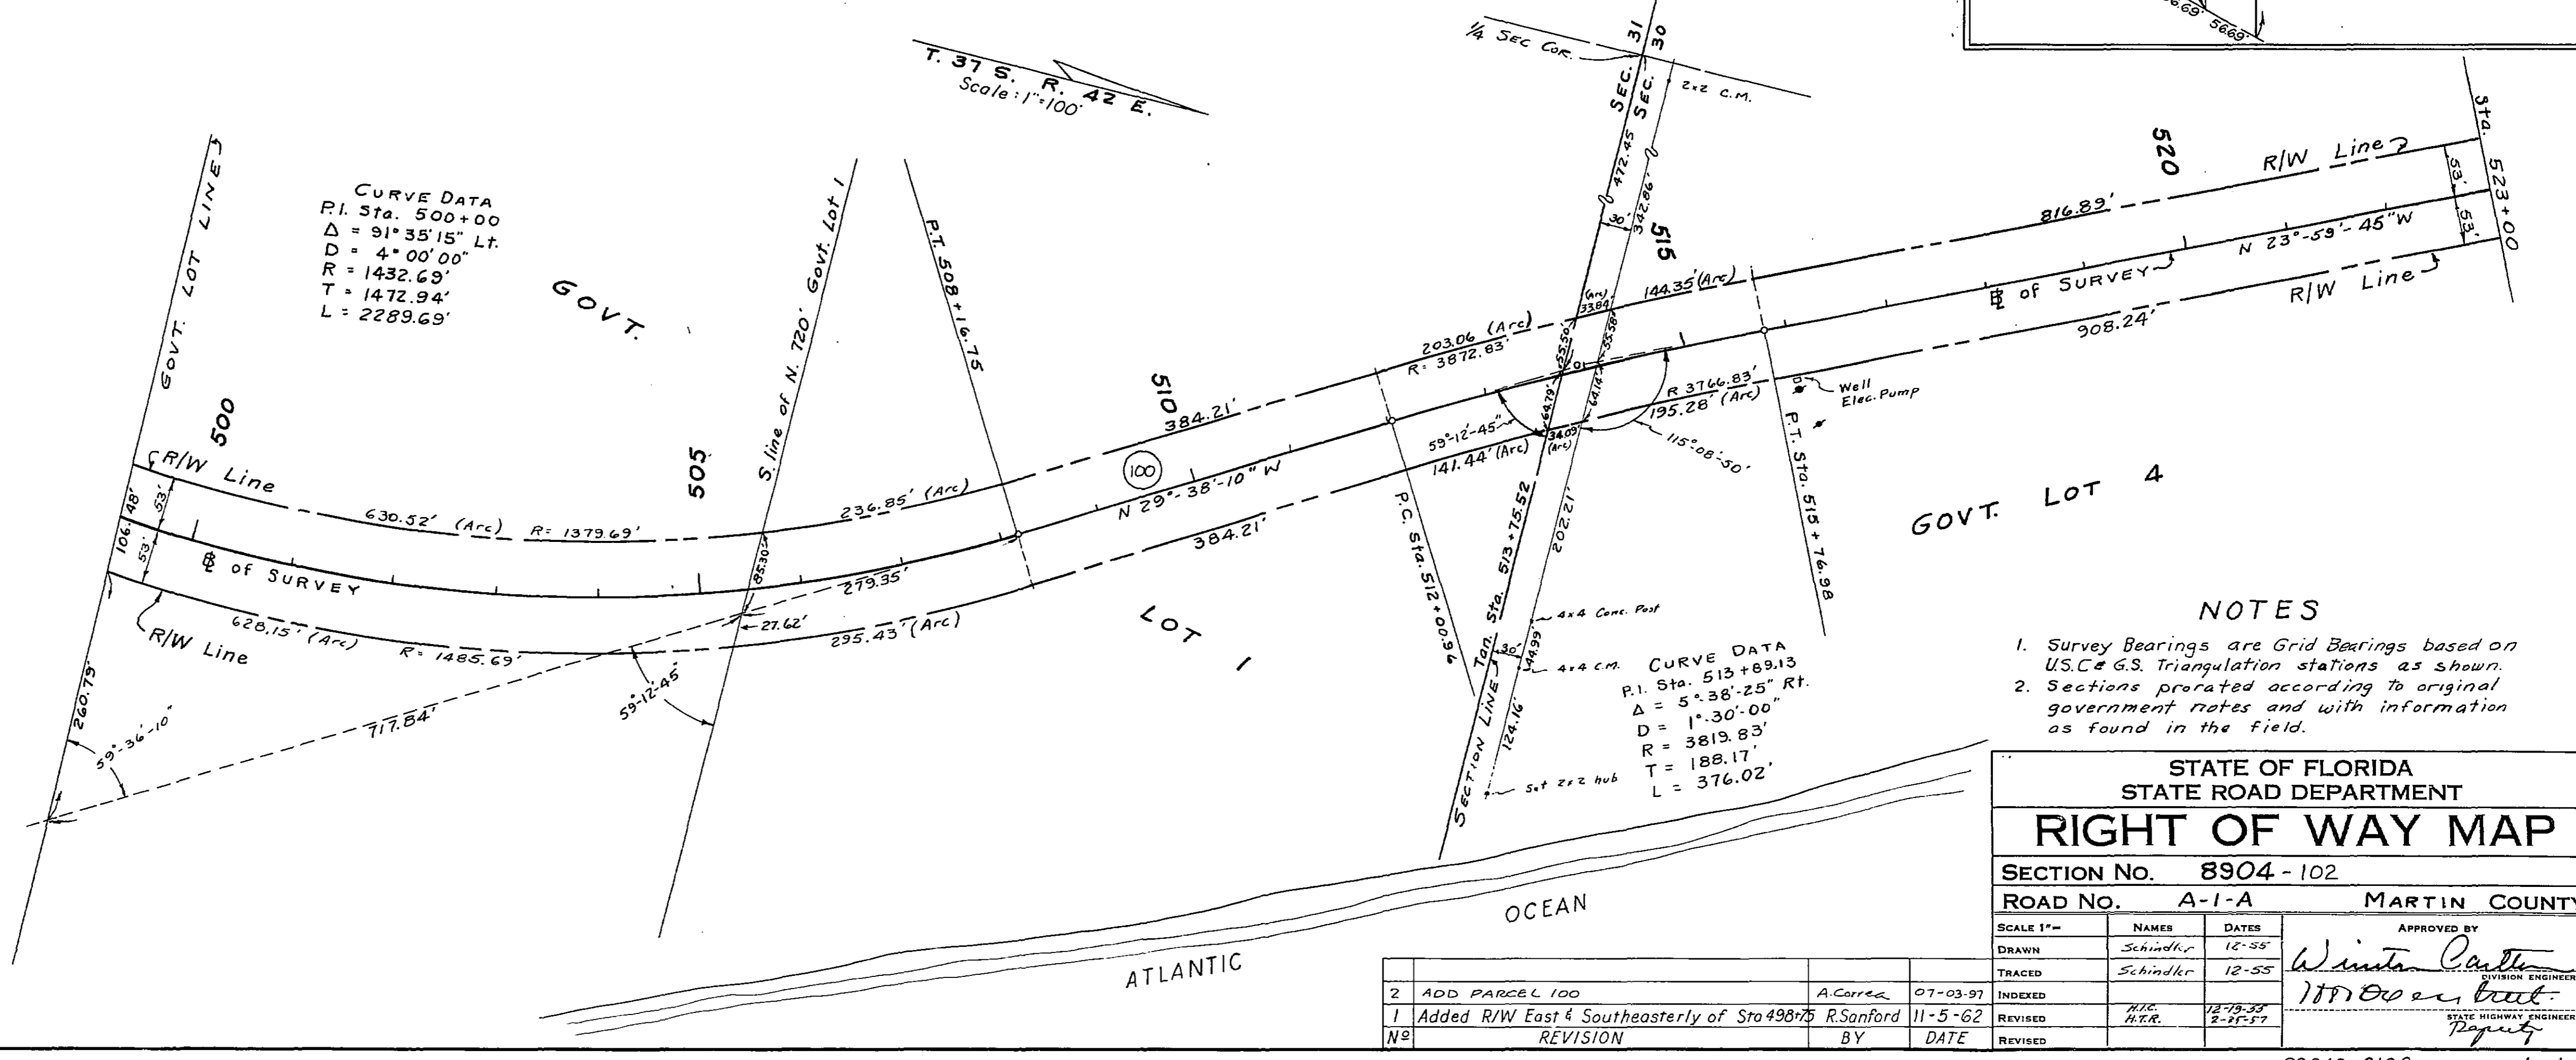 56.69'
T. 37 S. R. 42 E.
Scale: 1"=100'
1/4 SEC COR.
SEC. 31
SEC. 30
2x2 C.M.
472.45
342.86'
30'
CURVE DATA
P.I. Sta. 500+00
Δ = 91°35'15" Lt.
D = 4°00'00"
R = 1432.69'
T = 1472.94'
L = 2289.69'
GOVT. LOT LINE
GOVT.
LOT 1
S. line of N. 720' Govt. Lot 1
P.T. 508+16.75
500
505
510
515
520
R/W Line
630.52' (Arc) R= 1379.69'
236.85' (Arc)
384.21'
203.06 (Arc)
R= 3872.83'
(Arc)
33.84'
144.35' (Arc)
816.89'
R/W Line
Sta. 523+00
53'
53'
106.48'
53'
53'
℄ of SURVEY
85.30
279.35'
100
N 29°-38'-10" W
55.50'
55.58'
64.79'
64.14'
℄ of SURVEY
N 23°-59'-45" W
R/W Line
628.15' (Arc) R= 1485.69'
27.62'
295.43' (Arc)
384.21'
141.44' (Arc)
34.09'
(Arc)
R 3766.83'
195.28' (Arc)
908.24'
59°-12'-45"
115°-08'-50"
Well
Elec. Pump
R/W Line
260.79'
59°-36'-10"
717.84'
59°-12'-45"
P.C. Sta. 512+00.96
Tan. Sta. 513+75.52
202.21'
P.T. Sta. 515+76.98
GOVT. LOT 4
4x4 Conc. Post
44.99'
30'
4x4 C.M.
124.16'
SECTION LINE
Set 2x2 hub
CURVE DATA
P.I. Sta. 513+89.13
Δ = 5°-38'-25" Rt.
D = 1°-30'-00"
R = 3819.83'
T = 188.17'
L = 376.02'
NOTES
1. Survey Bearings are Grid Bearings based on
U.S.C & G.S. Triangulation stations as shown.
2. Sections prorated according to original
government notes and with information
as found in the field.
ATLANTIC OCEAN
STATE OF FLORIDA
STATE ROAD DEPARTMENT
RIGHT OF WAY MAP
SECTION NO. 8904-102
ROAD NO. A-1-A MARTIN COUNTY
SCALE 1"= NAMES DATES APPROVED BY
DRAWN Schindler 12-55
TRACED Schindler 12-55
DIVISION ENGINEER
INDEXED
REVISED H.I.C. 12-19-55
H.T.R. 2-25-57
STATE HIGHWAY ENGINEER
Deputy
REVISED
2 ADD PARCEL 100 A.Correa 07-03-97
1 Added R/W East & Southeasterly of Sta 498+75 R.Sanford 11-5-62
Nº REVISION BY DATE